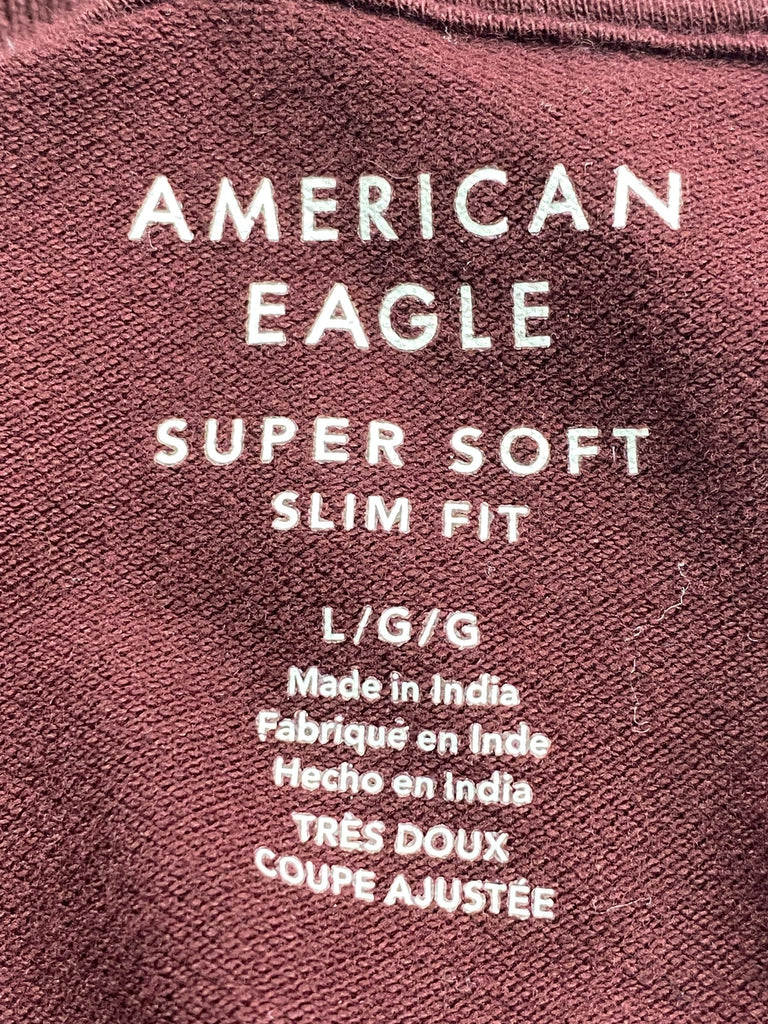 AMERICAN
EAGLE
SUPER SOFT
SLIM FIT
L/G/G
Made in India
Fabriqué en Inde
Hecho en India
TRÈS DOUX
COUPE AJUSTÉE